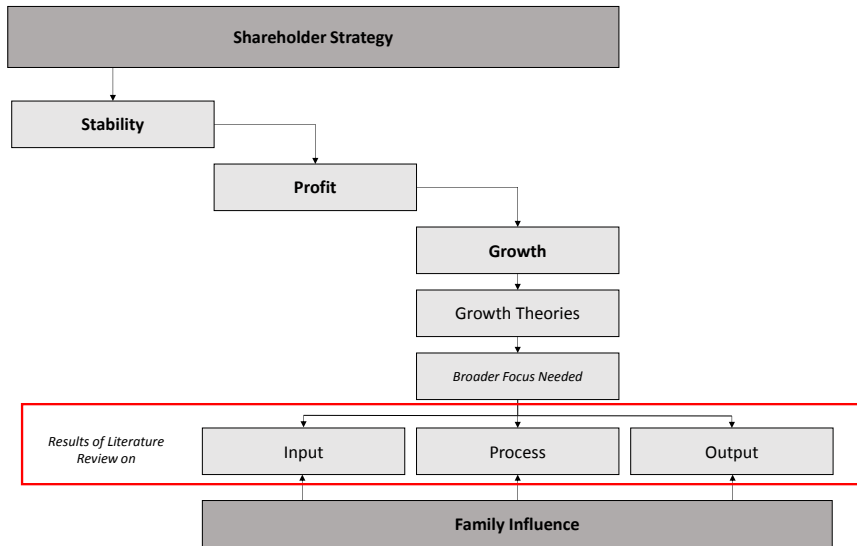 Shareholder Strategy
Stability
Profit
Growth
Growth Theories
Broader Focus Needed
Results of Literature
Review on
Input
Process
Output
Family Influence